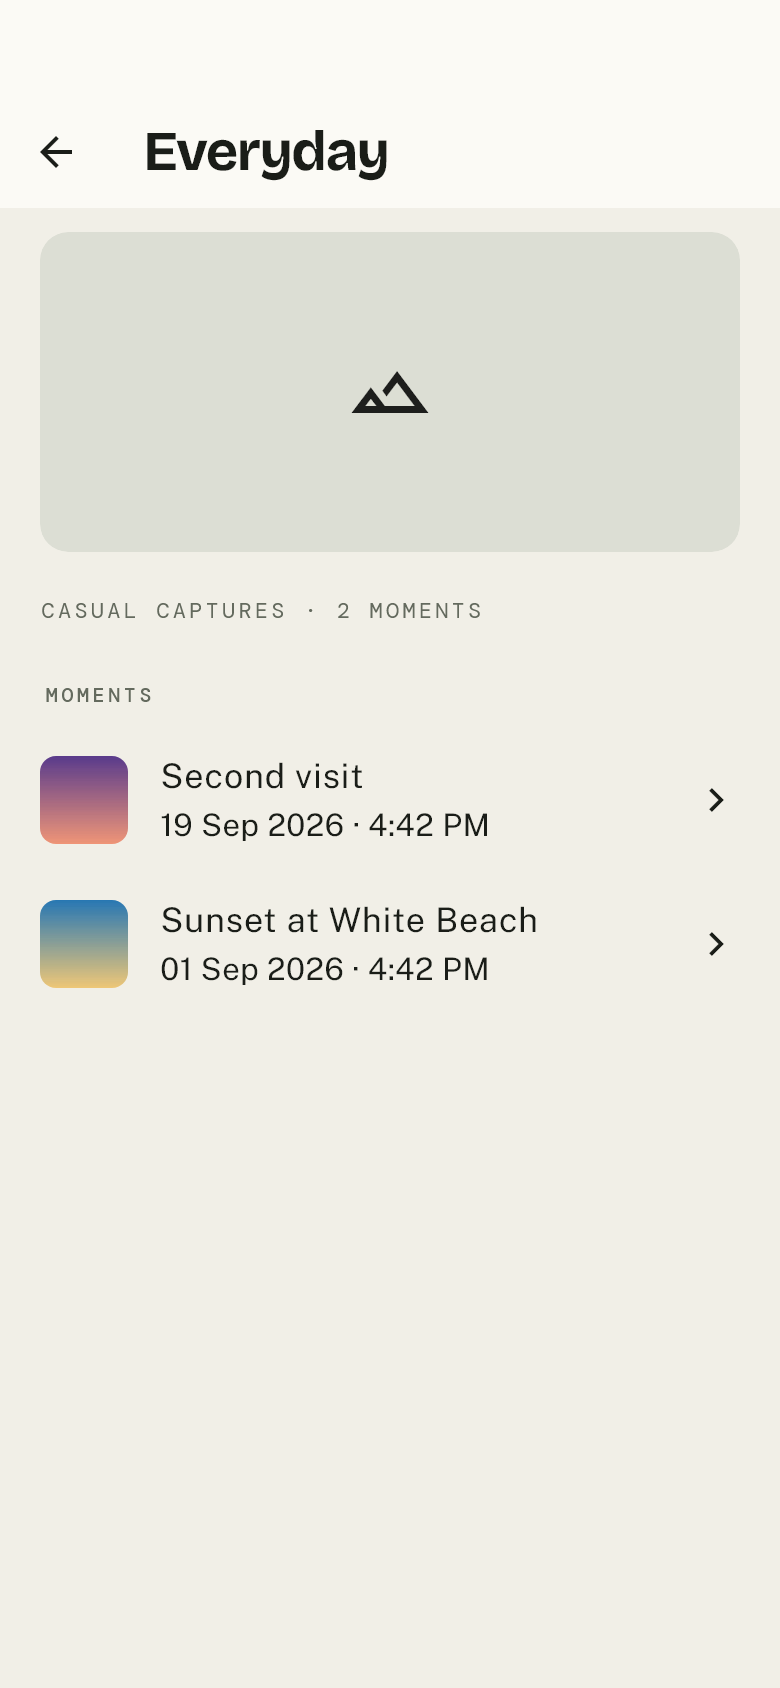 Everyday
CASUAL CAPTURES · 2 MOMENTS
MOMENTS
Second visit
19 Sep 2026 · 4:42 PM
Sunset at White Beach
01 Sep 2026 · 4:42 PM